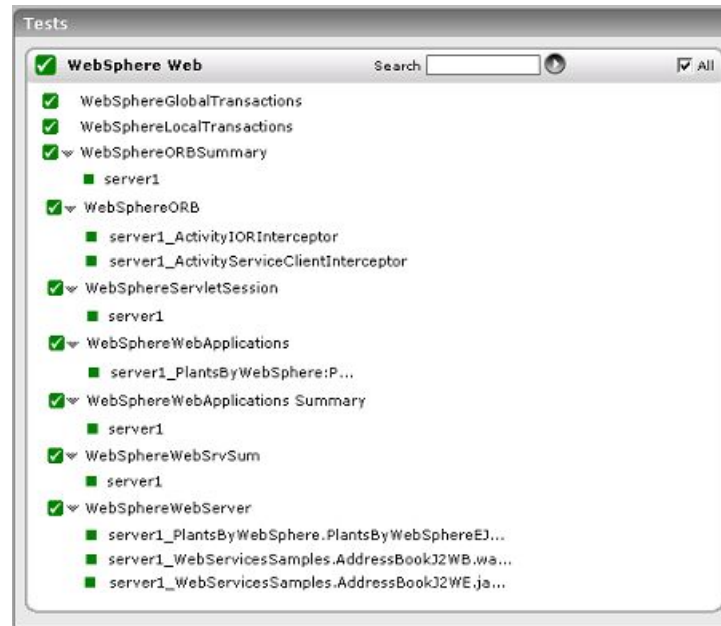 Tests
WebSphere Web Search All
WebSphereGlobalTransactions
WebSphereLocalTransactions
WebSphereORBSummary
server1
WebSphereORB
server1_ActivityIORInterceptor
server1_ActivityServiceClientInterceptor
WebSphereServletSession
server1
WebSphereWebApplications
server1_PlantsByWebSphere:P...
WebSphereWebApplications Summary
server1
WebSphereWebSrvSum
server1
WebSphereWebServer
server1_PlantsByWebSphere.PlantsByWebSphereEJ...
server1_WebServicesSamples.AddressBookJ2WB.wa...
server1_WebServicesSamples.AddressBookJ2WE.ja...